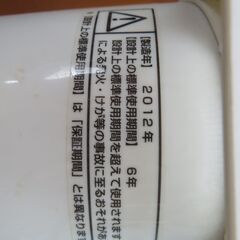 【製造年】 2012年
【設計上の標準使用期間】 6年
設計上の標準使用期間を超えて使用されます
による発火・けが等の事故に至るおそれがあ
※設計上の標準使用期間】は「保証期間」とは異なります